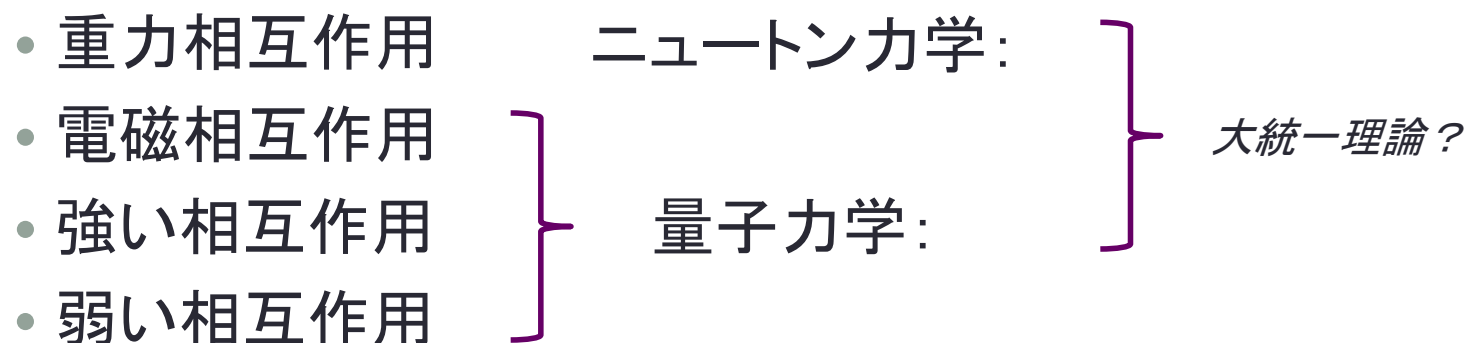 • 重力相互作用 ニュートン力学:
• 電磁相互作用
大統一理論？
• 強い相互作用 量子力学:
• 弱い相互作用